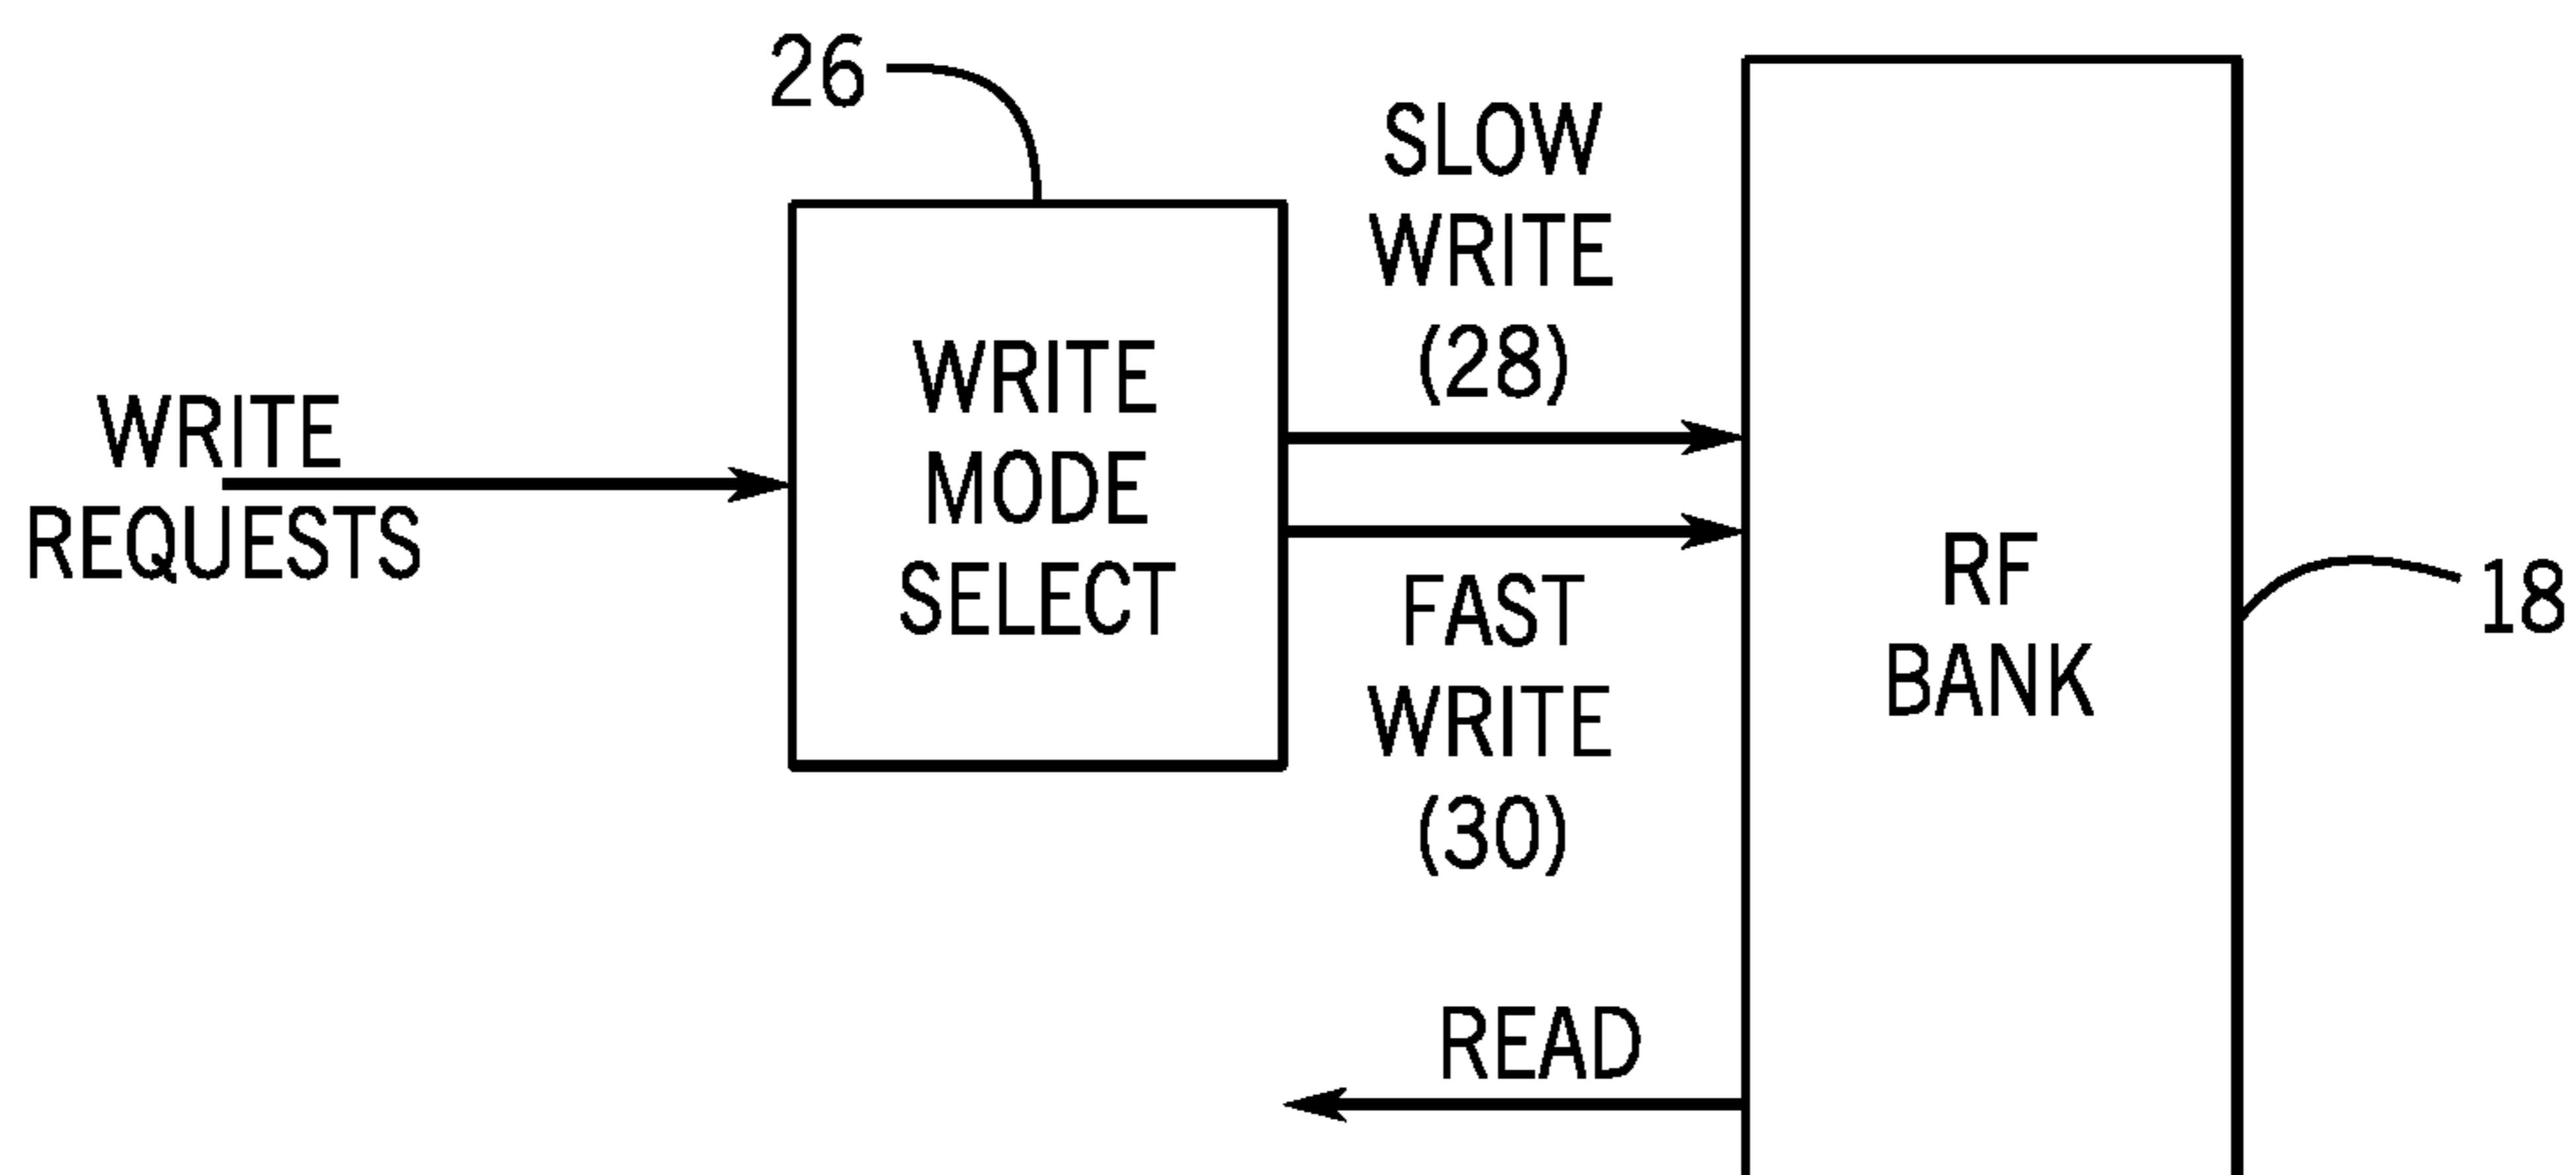 26
SLOW
WRITE
(28)
WRITE
REQUESTS
WRITE
MODE
SELECT
FAST
WRITE
(30)
RF
BANK
18
READ